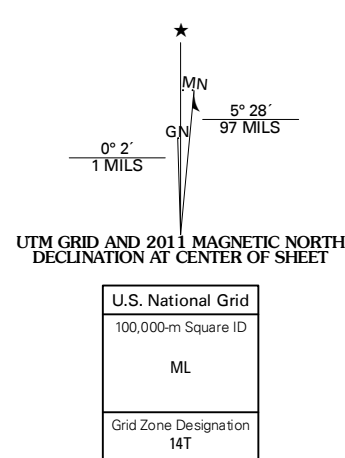 ★
MN
5° 28´
97 MILS
GN
0° 2´
1 MILS
UTM GRID AND 2011 MAGNETIC NORTH
DECLINATION AT CENTER OF SHEET
U.S. National Grid
100,000-m Square ID
ML
Grid Zone Designation
14T